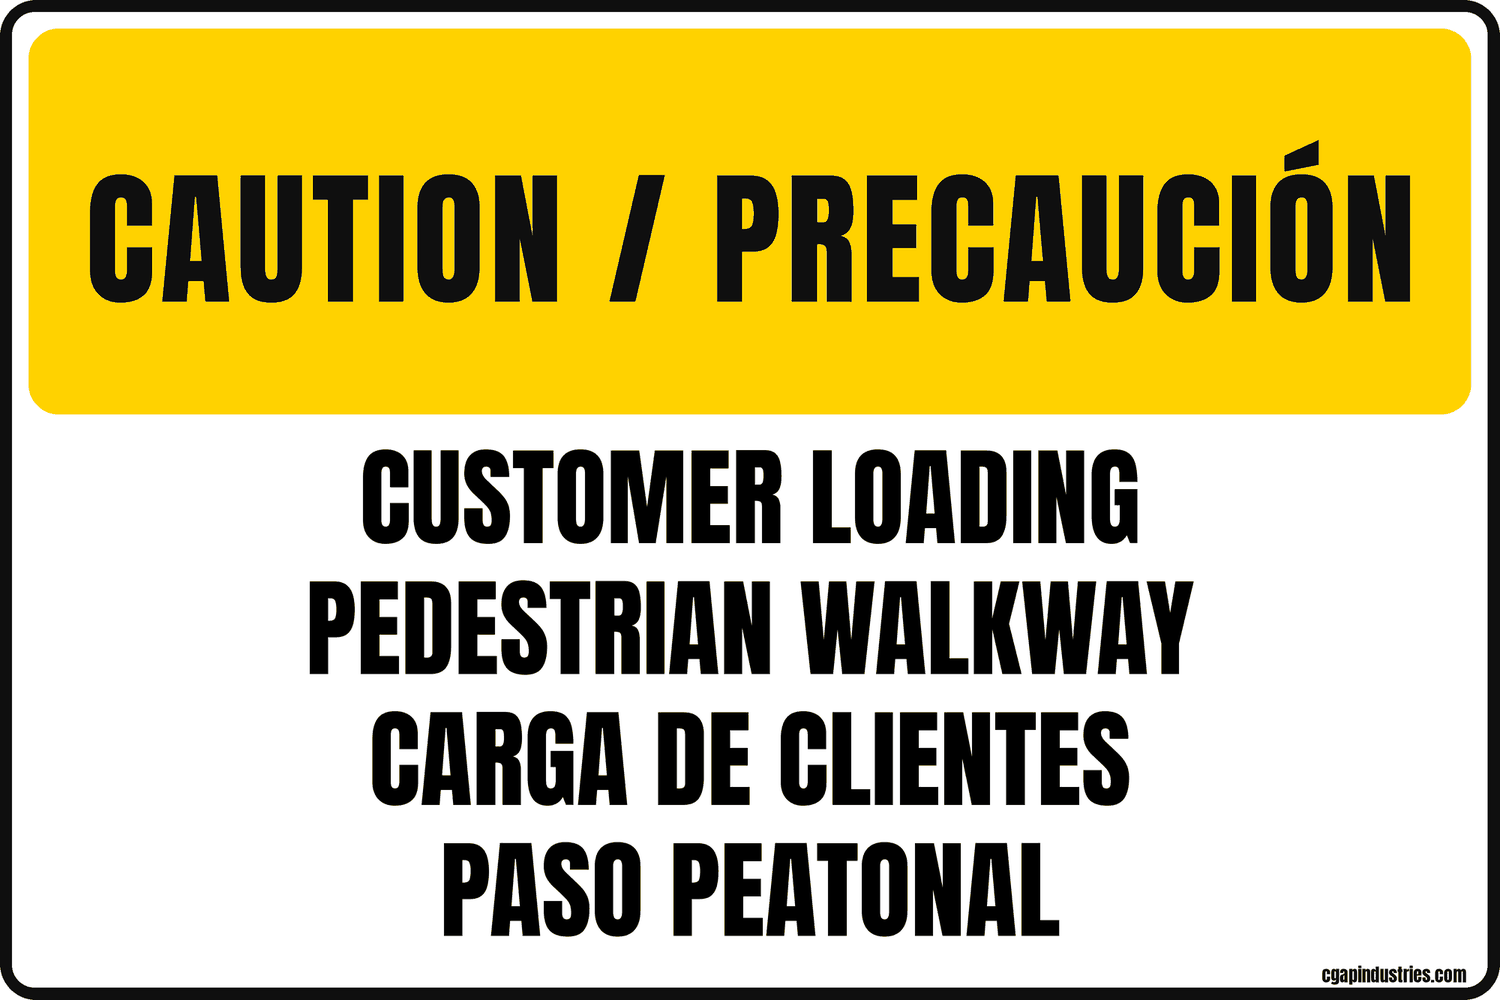 CAUTION / PRECAUCIÓN
CUSTOMER LOADING
PEDESTRIAN WALKWAY
CARGA DE CLIENTES
PASO PEATONAL
cgapindustries.com